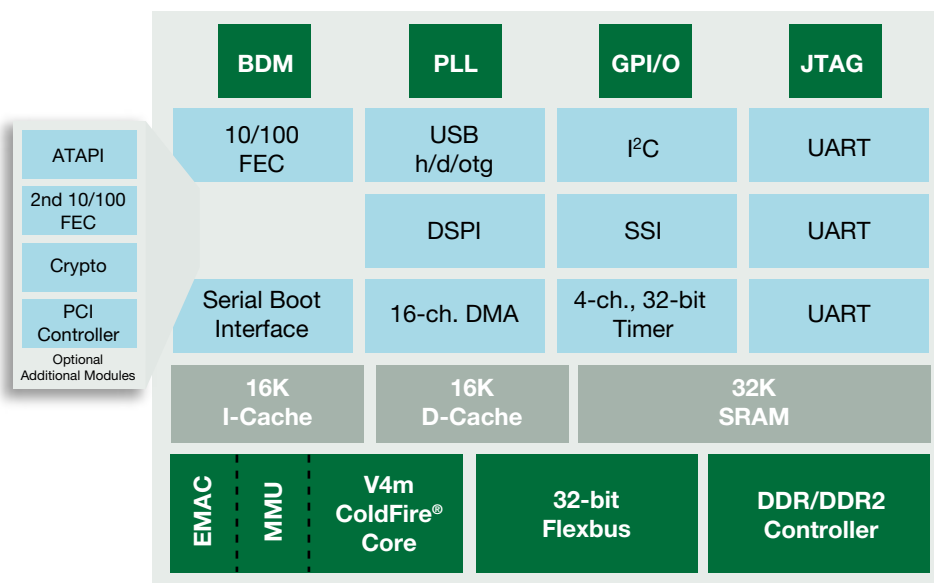 BDM
PLL
GPI/O
JTAG
10/100
FEC
USB
h/d/otg
I²C
UART
ATAPI
2nd 10/100
FEC
Crypto
PCI
Controller
Optional
Additional Modules
DSPI
SSI
UART
Serial Boot
Interface
16-ch. DMA
4-ch., 32-bit
Timer
UART
16K
I-Cache
16K
D-Cache
32K
SRAM
EMAC
MMU
V4m
ColdFire®
Core
32-bit
Flexbus
DDR/DDR2
Controller